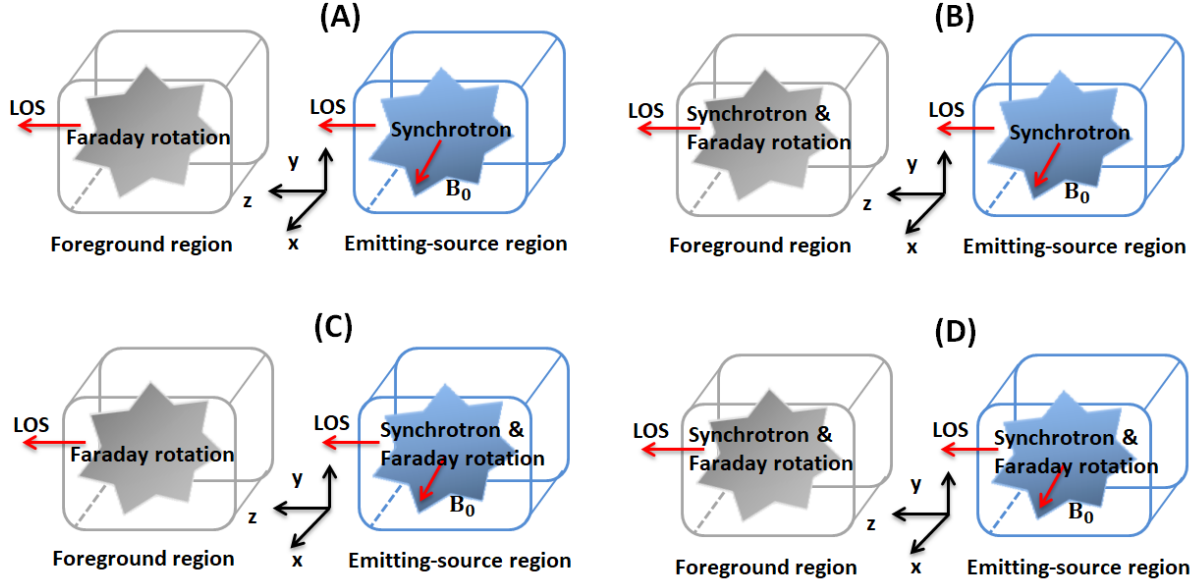 (A)
LOS
Faraday rotation
LOS
Synchrotron
B₀
y
z
x
Foreground region
Emitting-source region
(B)
LOS
Synchrotron &
Faraday rotation
LOS
Synchrotron
B₀
y
z
x
Foreground region
Emitting-source region
(C)
LOS
Faraday rotation
LOS
Synchrotron &
Faraday rotation
B₀
y
z
x
Foreground region
Emitting-source region
(D)
LOS
Synchrotron &
Faraday rotation
LOS
Synchrotron &
Faraday rotation
B₀
y
z
x
Foreground region
Emitting-source region